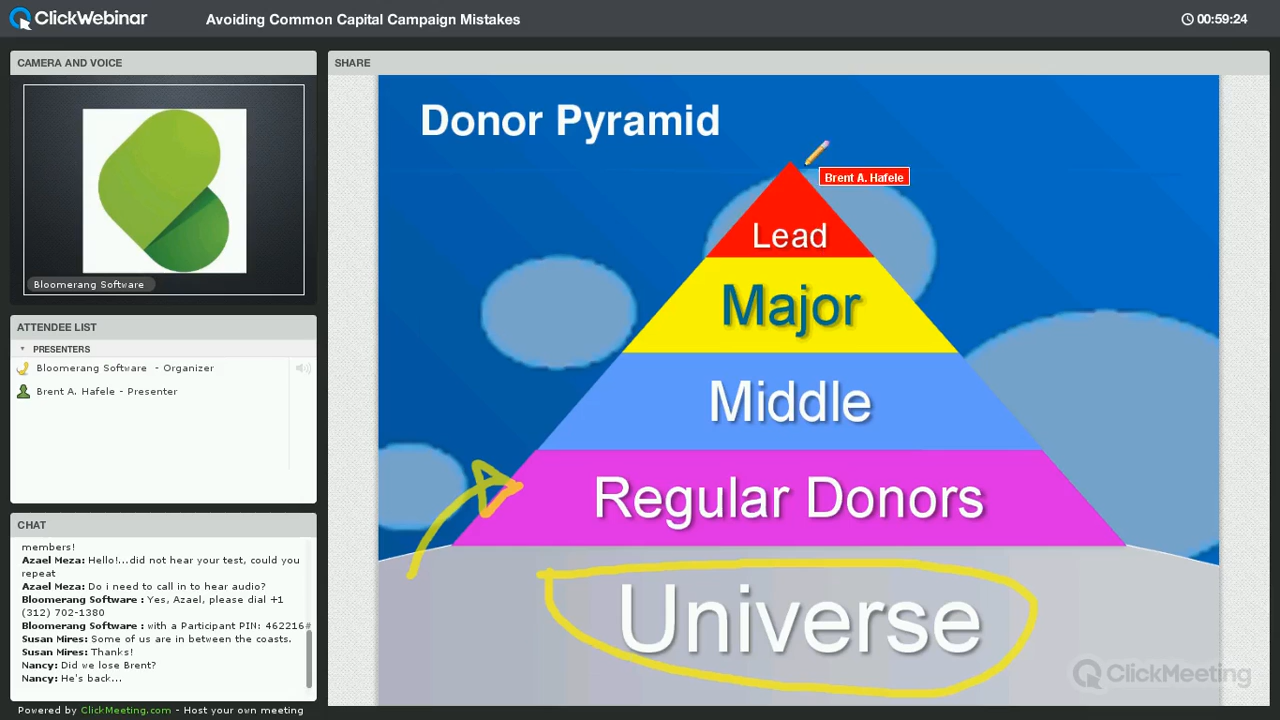 ClickWebinar
Avoiding Common Capital Campaign Mistakes
00:59:24
CAMERA AND VOICE
Bloomerang Software
ATTENDEE LIST
PRESENTERS
Bloomerang Software - Organizer
Brent A. Hafele - Presenter
CHAT
members!
Azael Meza: Hello!...did not hear your test, could you
repeat
Azael Meza: Do i need to call in to hear audio?
Bloomerang Software : Yes, Azael, please dial +1
(312) 702-1380
Bloomerang Software : with a Participant PIN: 462216#
Susan Mires: Some of us are in between the coasts.
Susan Mires: Thanks!
Nancy: Did we lose Brent?
Nancy: He's back...
Powered by ClickMeeting.com - Host your own meeting
SHARE
Donor Pyramid
Brent A. Hafele
Lead
Major
Middle
Regular Donors
Universe
ClickMeeting